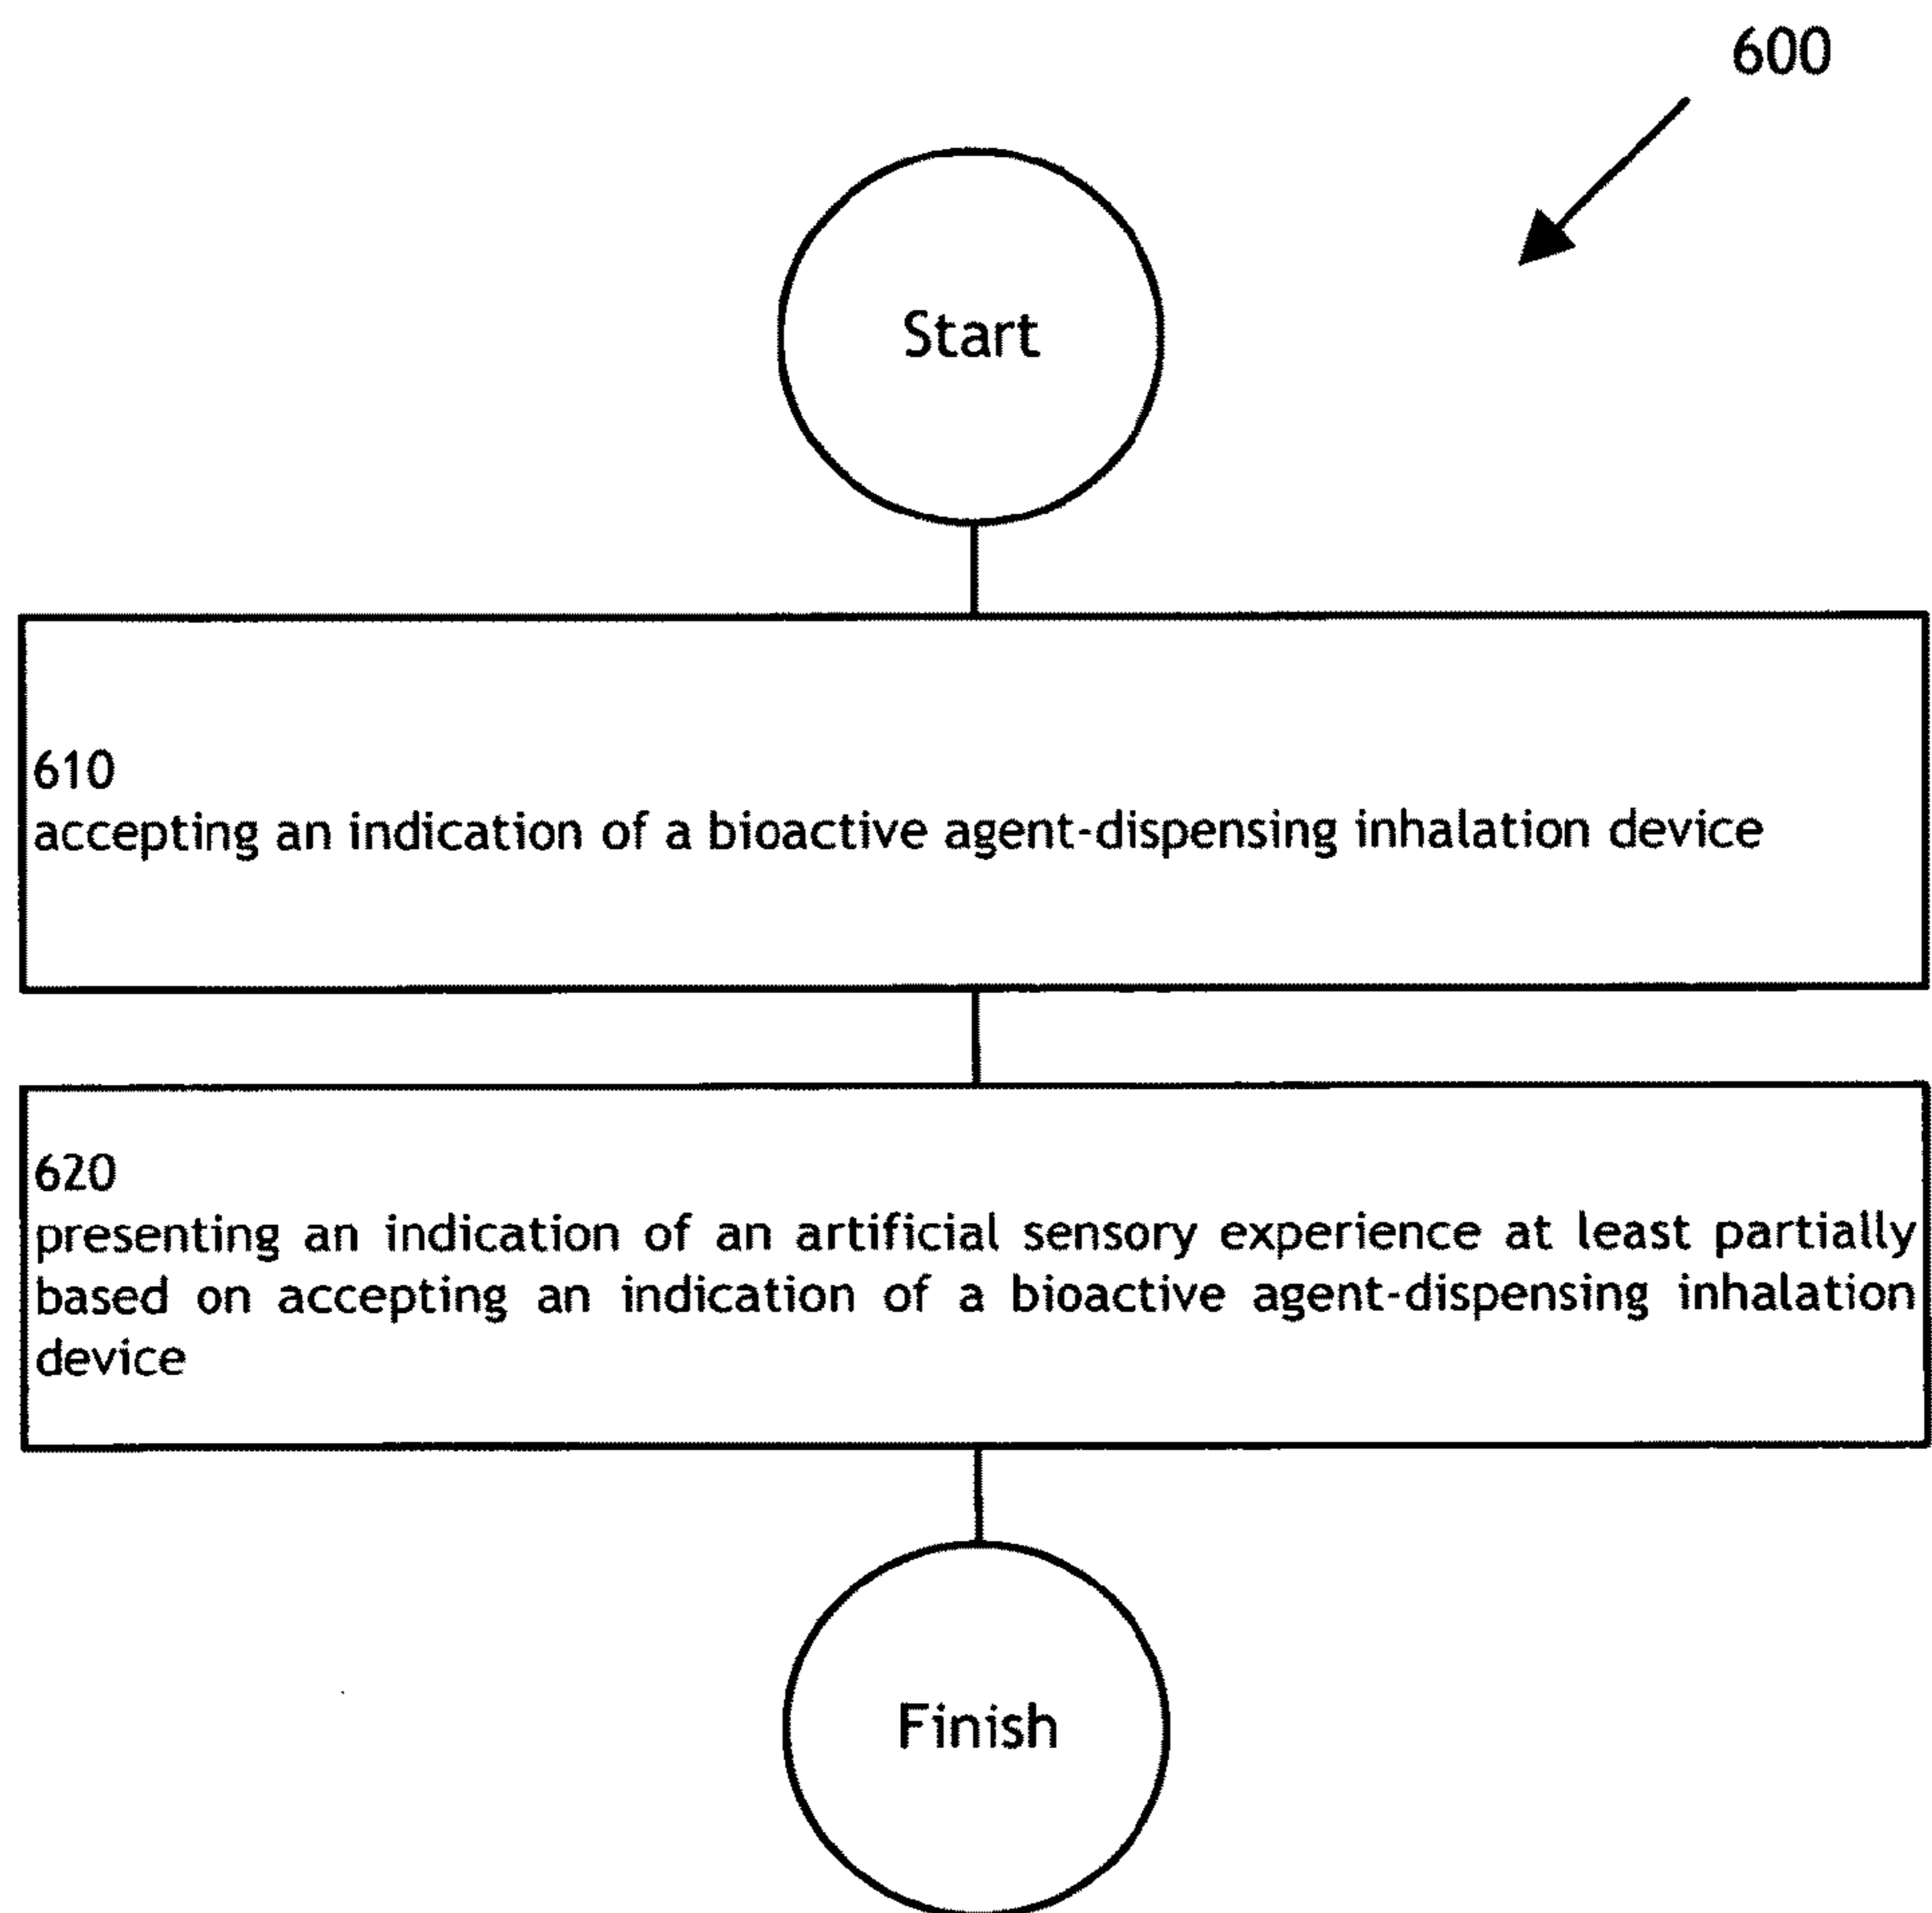 600
Start
610
accepting an indication of a bioactive agent-dispensing inhalation device
620
presenting an indication of an artificial sensory experience at least partially
based on accepting an indication of a bioactive agent-dispensing inhalation
device
Finish